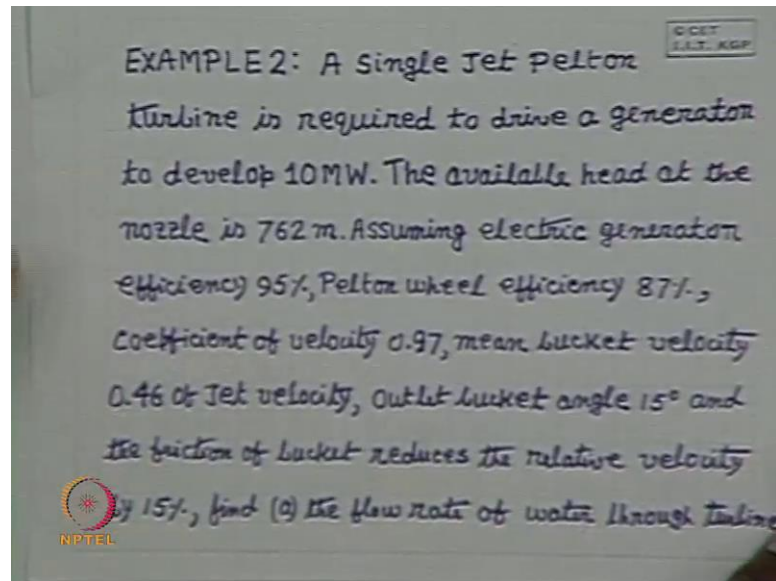 © CET
I.I.T. KGP
EXAMPLE 2: A Single Jet Pelton
turbine is required to drive a generator
to develop 10 MW. The available head at the
nozzle is 762 m. Assuming electric generator
efficiency 95%, Pelton wheel efficiency 87%,
coefficient of velocity 0.97, mean bucket velocity
0.46 of Jet velocity, outlet bucket angle 15° and
the friction of bucket reduces the relative velocity
by 15%, find (a) the flow rate of water through turbine
NPTEL